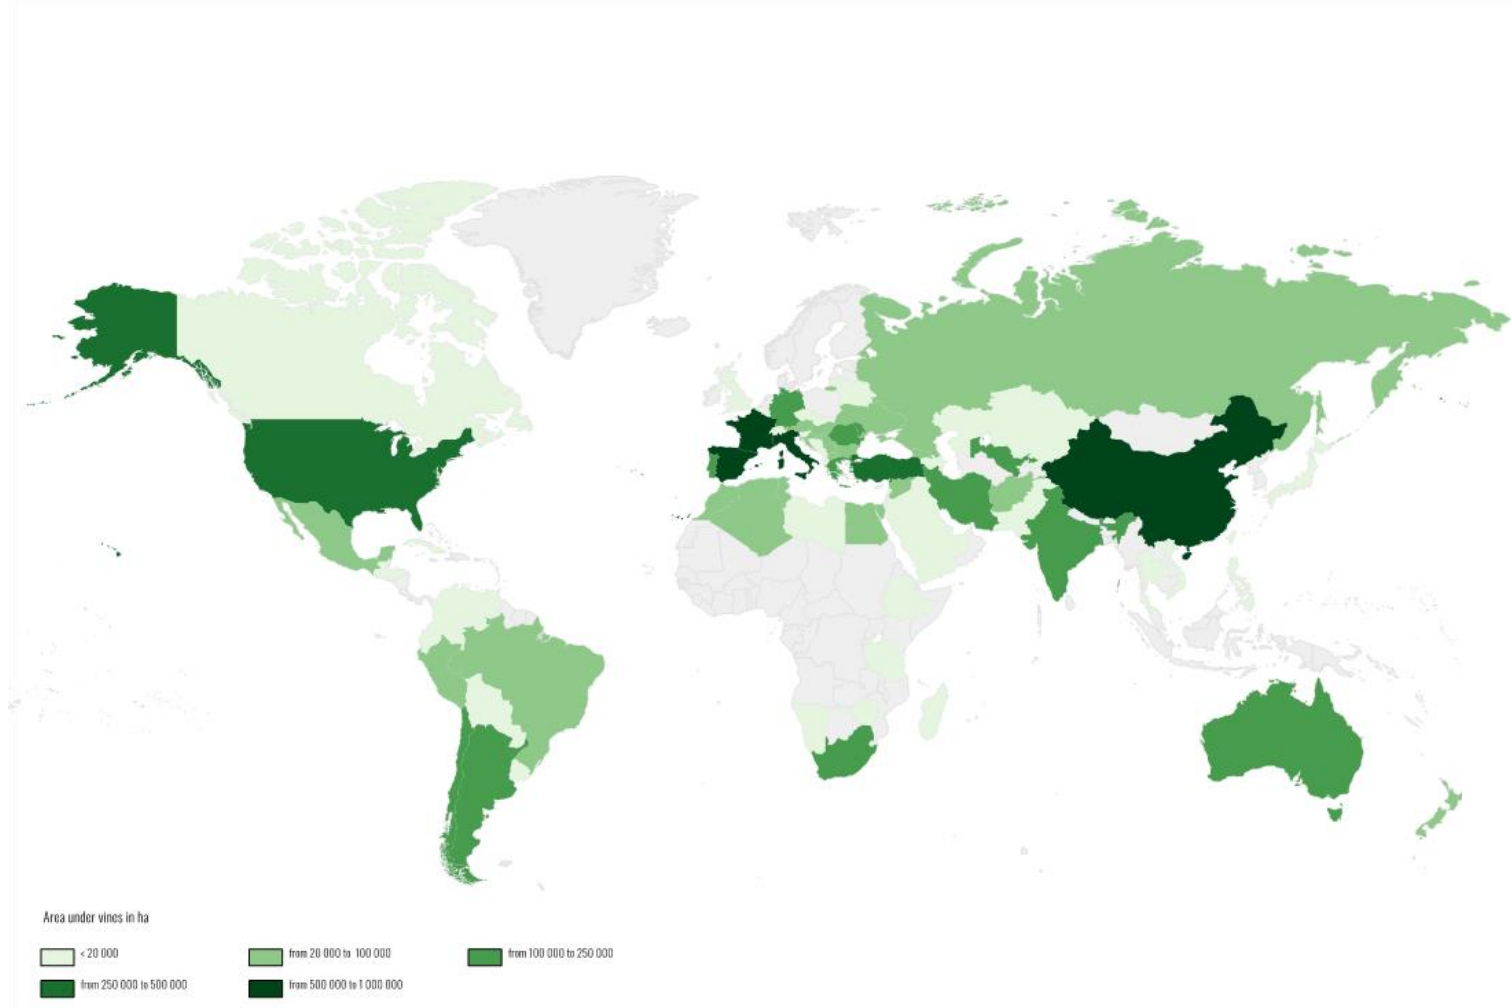 Area under vines in ha
< 20 000
from 20 000 to 100 000
from 100 000 to 250 000
from 250 000 to 500 000
from 500 000 to 1 000 000